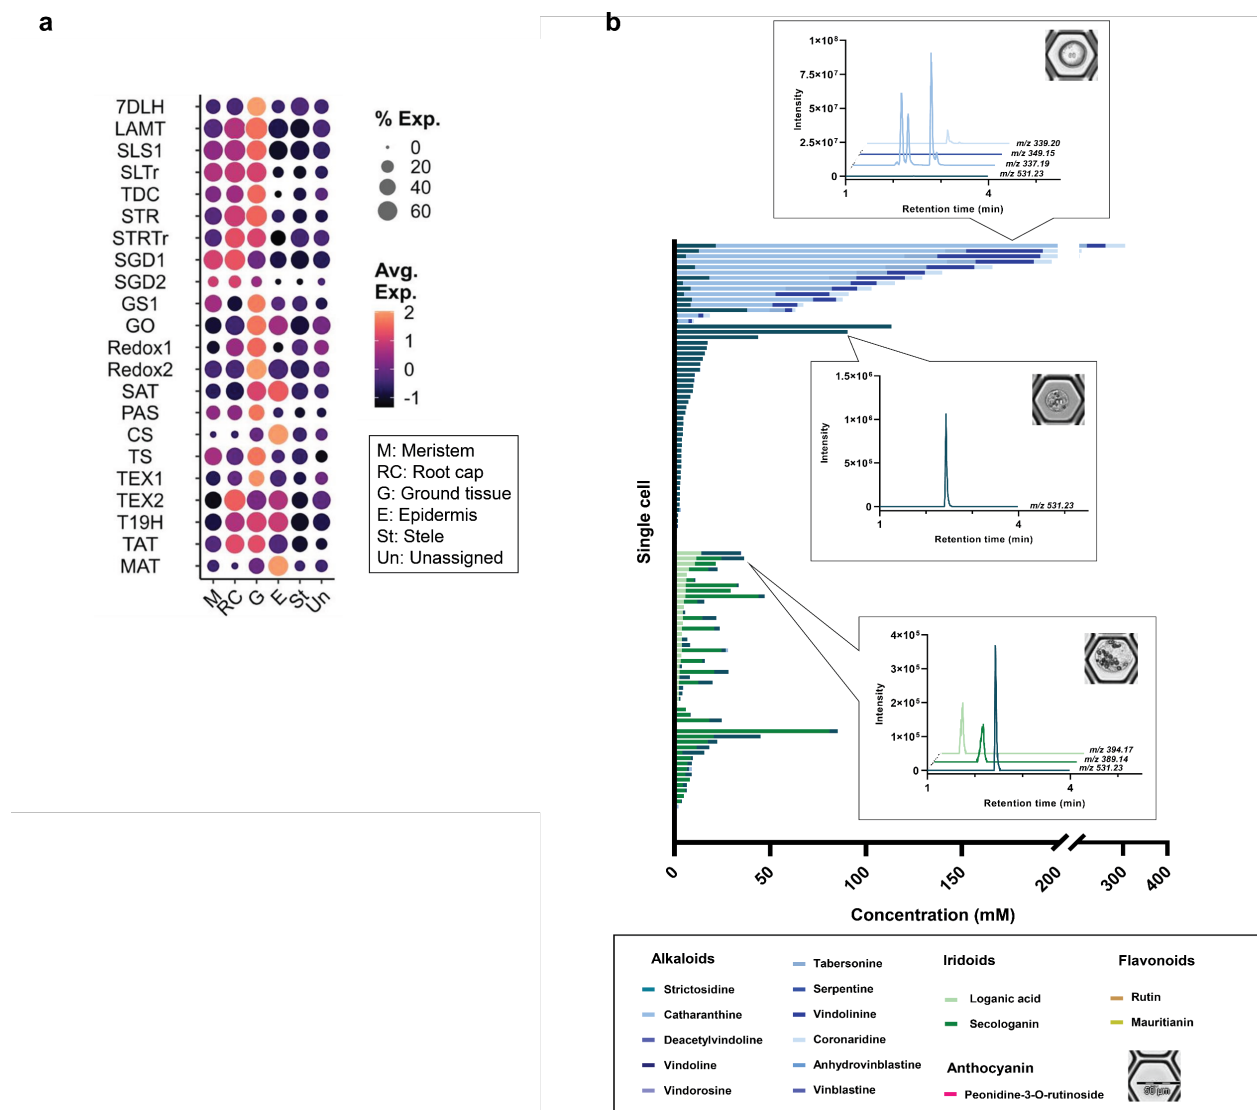 a
7DLH
LAMT
SLS1
SLTr
TDC
STR
STRTr
SGD1
SGD2
GS1
GO
Redox1
Redox2
SAT
PAS
CS
TS
TEX1
TEX2
T19H
TAT
MAT
M RC G E St Un
% Exp.
0
20
40
60
Avg.
Exp.
2
1
0
-1
M: Meristem
RC: Root cap
G: Ground tissue
E: Epidermis
St: Stele
Un: Unassigned
b
Intensity
1×10⁸
7.5×10⁷
5×10⁷
2.5×10⁷
0
m/z 339.20
m/z 349.15
m/z 337.19
m/z 531.23
1 4
Retention time (min)
Intensity
1.5×10⁶
1×10⁶
5×10⁵
0
m/z 531.23
1 4
Retention time (min)
Intensity
4×10⁵
3×10⁵
2×10⁵
1×10⁵
0
m/z 394.17
m/z 389.14
m/z 531.23
1 4
Retention time (min)
Single cell
0 50 100 150 200 300 400
Concentration (mM)
Alkaloids
Strictosidine
Catharanthine
Deacetylvindoline
Vindoline
Vindorosine
Tabersonine
Serpentine
Vindolinine
Coronaridine
Anhydrovinblastine
Vinblastine
Iridoids
Loganic acid
Secologanin
Anthocyanin
Peonidine-3-O-rutinoside
Flavonoids
Rutin
Mauritianin
60 µm